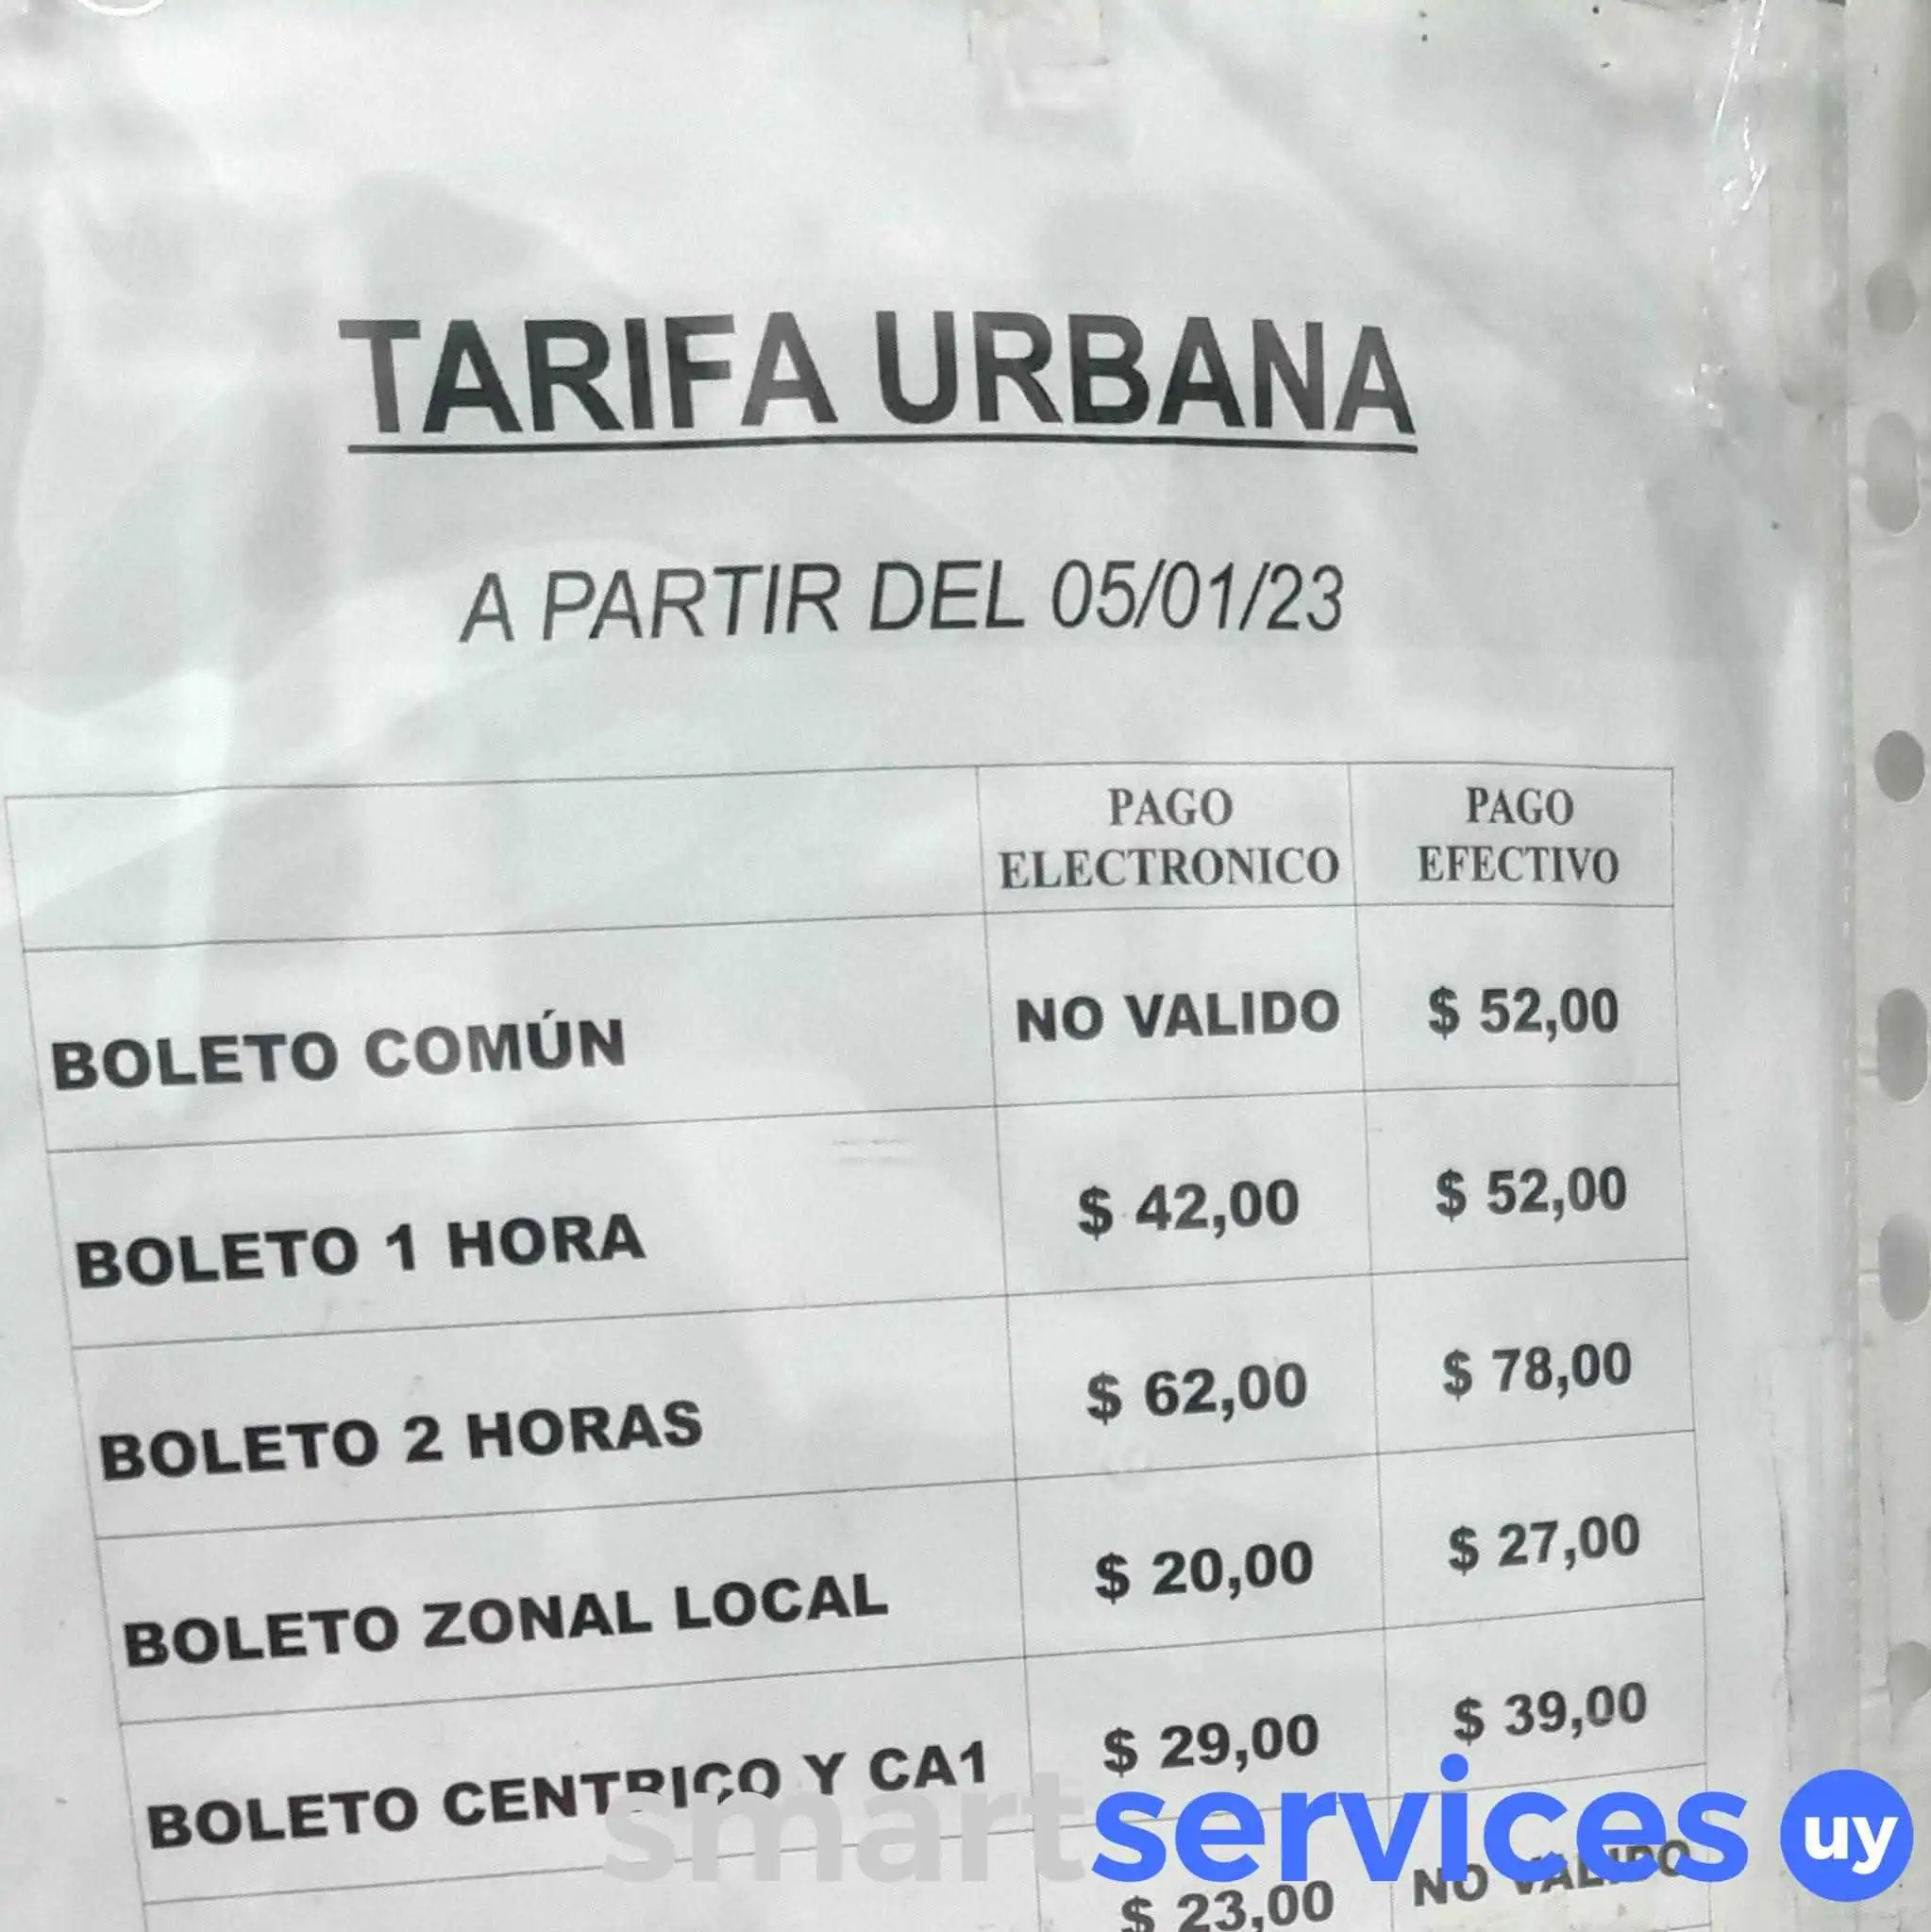 TARIFA URBANA
A PARTIR DEL 05/01/23
PAGO ELECTRONICO PAGO EFECTIVO
BOLETO COMÚN NO VALIDO $ 52,00
BOLETO 1 HORA $ 42,00 $ 52,00
BOLETO 2 HORAS $ 62,00 $ 78,00
BOLETO ZONAL LOCAL $ 20,00 $ 27,00
BOLETO CENTRICO Y CA1 $ 29,00 $ 39,00
$ 23,00 NO VALIDO
smartservices uy